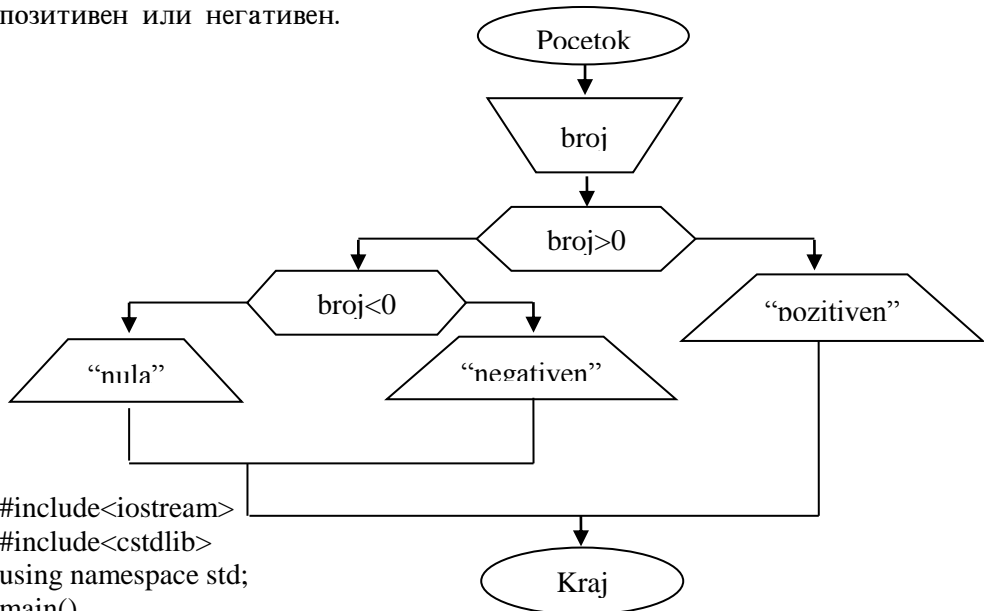 позитивен или негативен.
Pocetok
broj
broj>0
broj<0
“pozitiven”
“nula”
“negativen”
#include<iostream>
#include<cstdlib>
using namespace std;
main()
Kraj